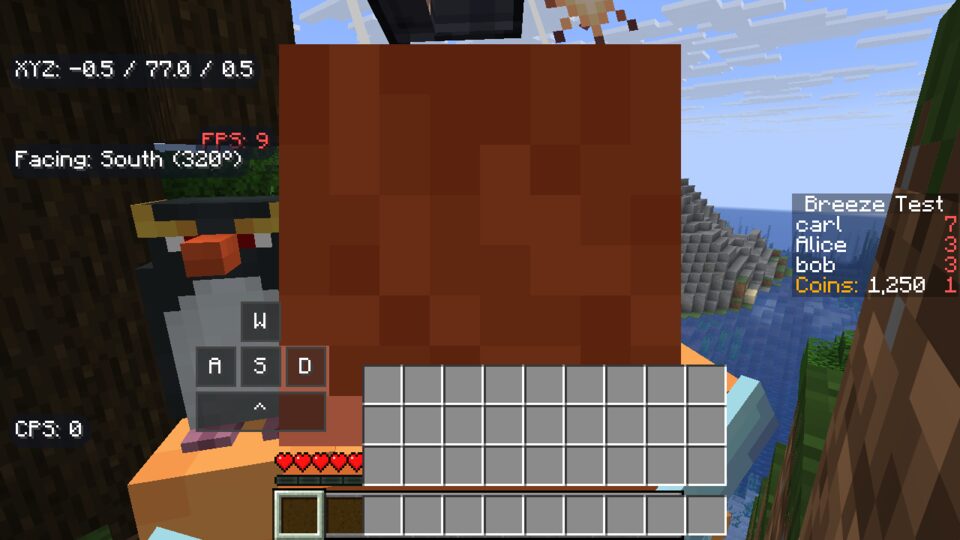 XYZ: -0.5 / 77.0 / 0.5
FPS: 9
Facing: South (320°)
Breeze Test
carl 7
Alice 3
bob 3
Coins: 1,250 1
W
A S D
^
CPS: 0